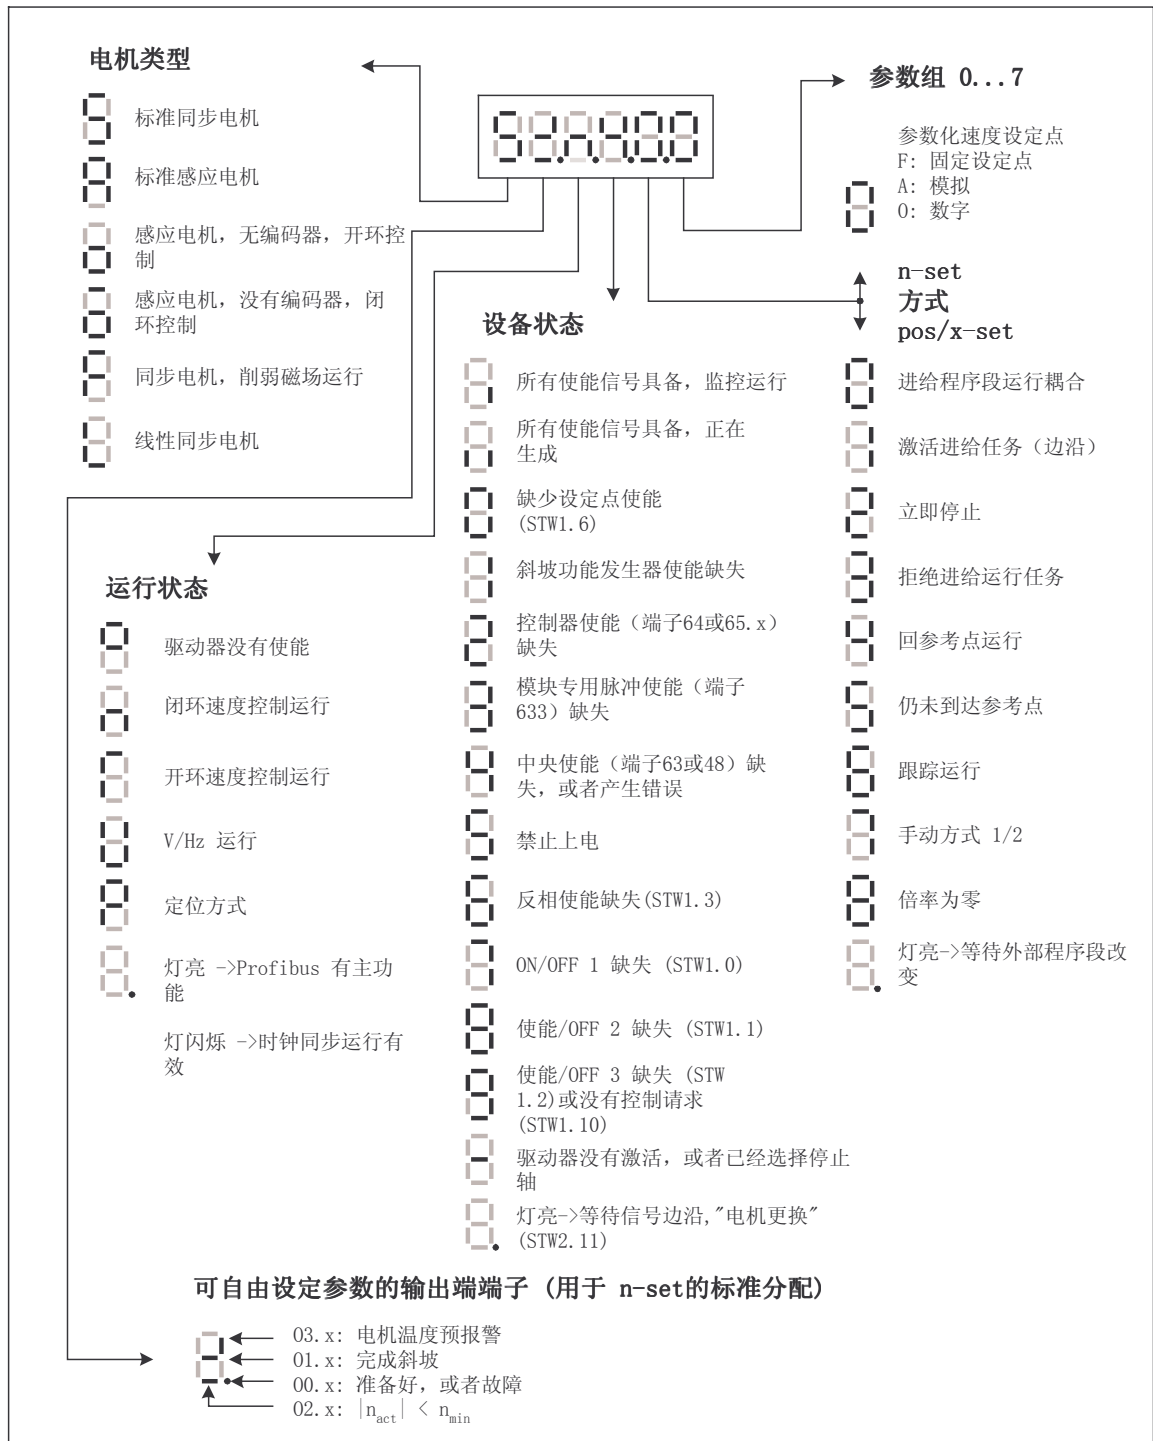 电机类型
标准同步电机
标准感应电机
感应电机，无编码器，开环控
制
感应电机，没有编码器，闭
环控制
同步电机，削弱磁场运行
线性同步电机
参数组 0...7
参数化速度设定点
F: 固定设定点
A: 模拟
O: 数字
n-set
方式
pos/x-set
进给程序段运行耦合
激活进给任务（边沿）
立即停止
拒绝进给运行任务
回参考点运行
仍未到达参考点
跟踪运行
手动方式 1/2
倍率为零
灯亮->等待外部程序段改
变
设备状态
所有使能信号具备，监控运行
所有使能信号具备，正在
生成
缺少设定点使能
(STW1.6)
斜坡功能发生器使能缺失
控制器使能（端子64或65.x）
缺失
模块专用脉冲使能（端子
633）缺失
中央使能（端子63或48）缺
失，或者产生错误
禁止上电
反相使能缺失(STW1.3)
ON/OFF 1 缺失 (STW1.0)
使能/OFF 2 缺失 (STW1.1)
使能/OFF 3 缺失 (STW
1.2)或没有控制请求
(STW1.10)
驱动器没有激活，或者已经选择停止
轴
灯亮->等待信号边沿,"电机更换"
(STW2.11)
运行状态
驱动器没有使能
闭环速度控制运行
开环速度控制运行
V/Hz 运行
定位方式
灯亮 ->Profibus 有主功
能
灯闪烁 ->时钟同步运行有
效
可自由设定参数的输出端端子 (用于 n-set的标准分配)
O3.x: 电机温度预报警
O1.x: 完成斜坡
O0.x: 准备好，或者故障
O2.x: |n_act| < n_min